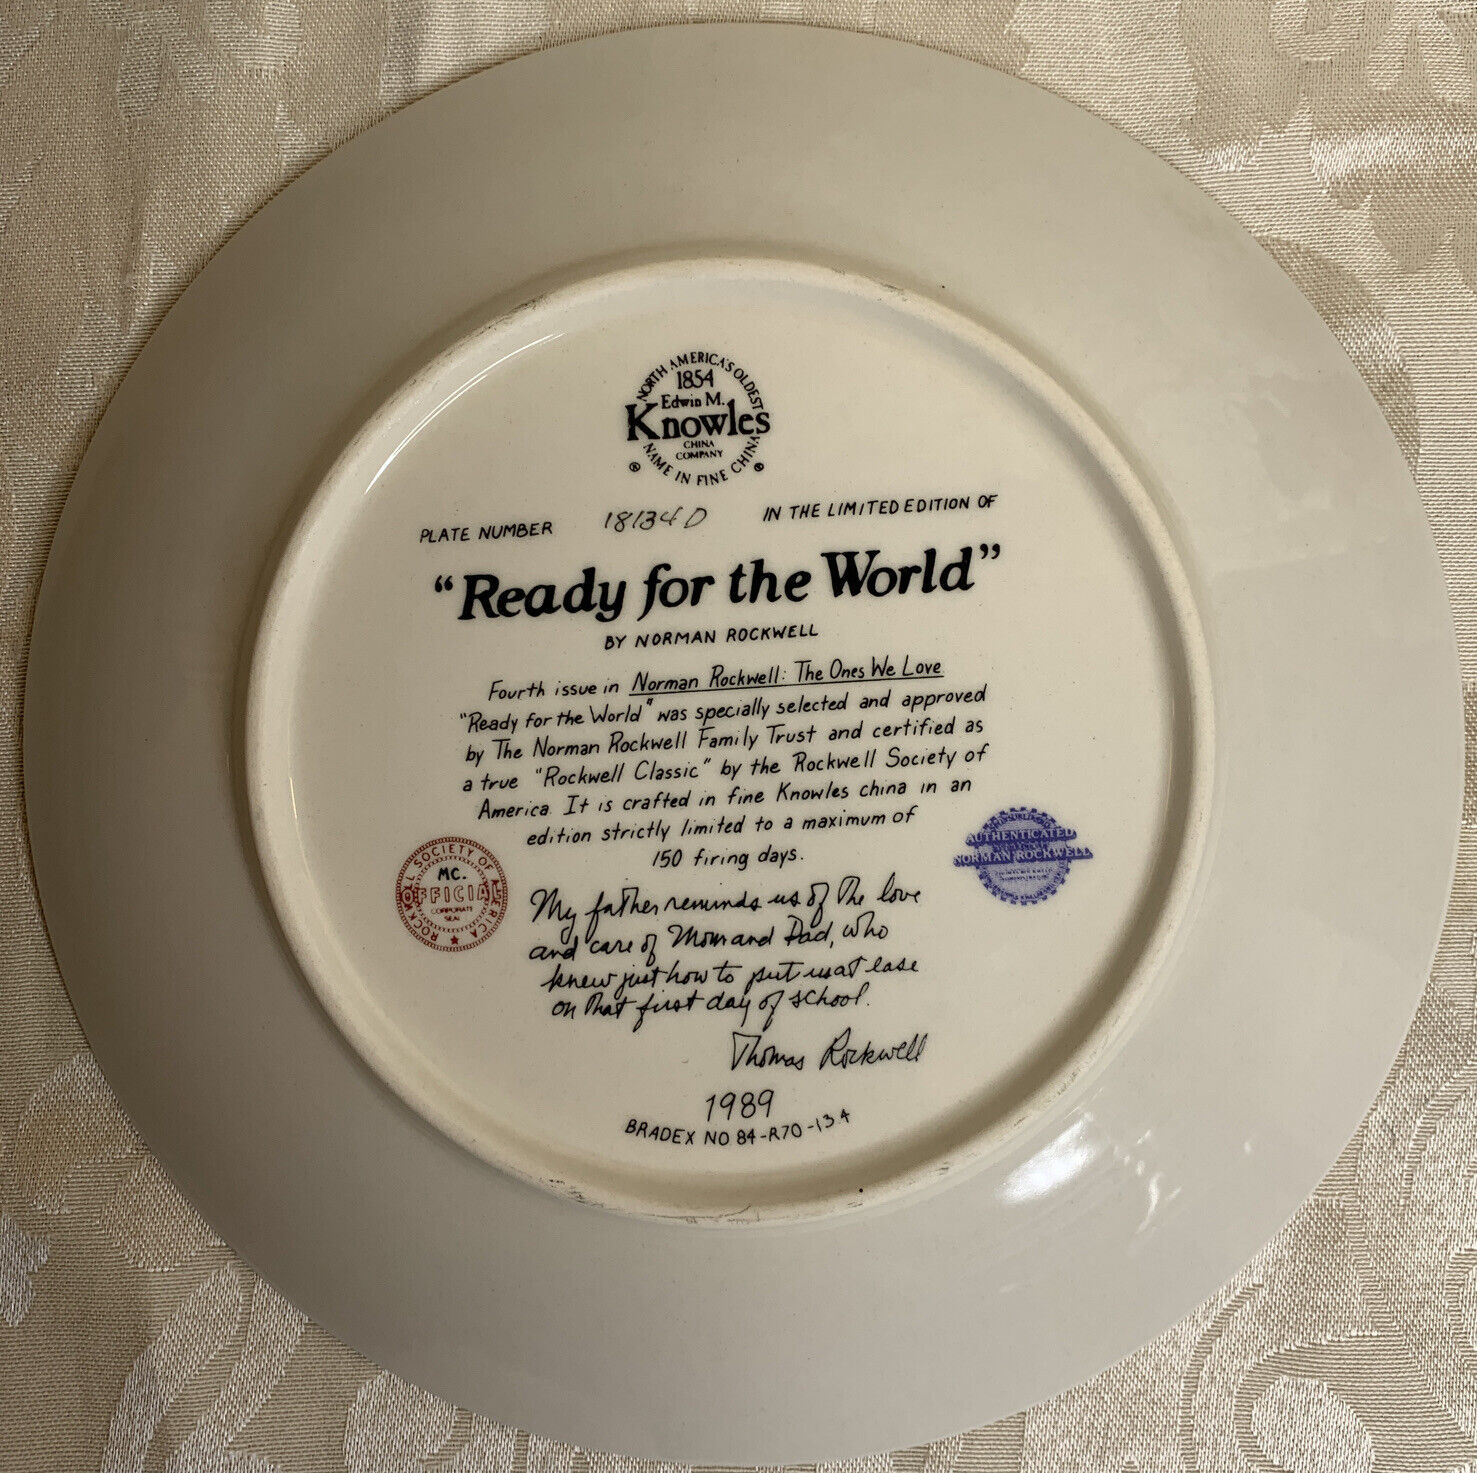 NORTH AMERICA'S OLDEST
1854
Edwin M.
Knowles
CHINA
COMPANY
NAME IN FINE CHINA
® ®
PLATE NUMBER 18134D IN THE LIMITED EDITION OF
“Ready for the World”
BY NORMAN ROCKWELL
Fourth issue in Norman Rockwell: The Ones We Love
"Ready for the World" was specially selected and approved
by The Norman Rockwell Family Trust and certified as
a true "Rockwell Classic" by the Rockwell Society of
America. It is crafted in fine Knowles china in an
edition strictly limited to a maximum of
150 firing days.
ROCKWELL SOCIETY OF AMERICA
MC.
OFFICIAL
CORPORATE
SEAL
AUTHENTICATED
NORMAN ROCKWELL
My father reminds us of the love
and care of Mom and Dad, who
knew just how to put us at ease
on that first day of school.
Thomas Rockwell
1989
BRADEX NO 84-R70-134